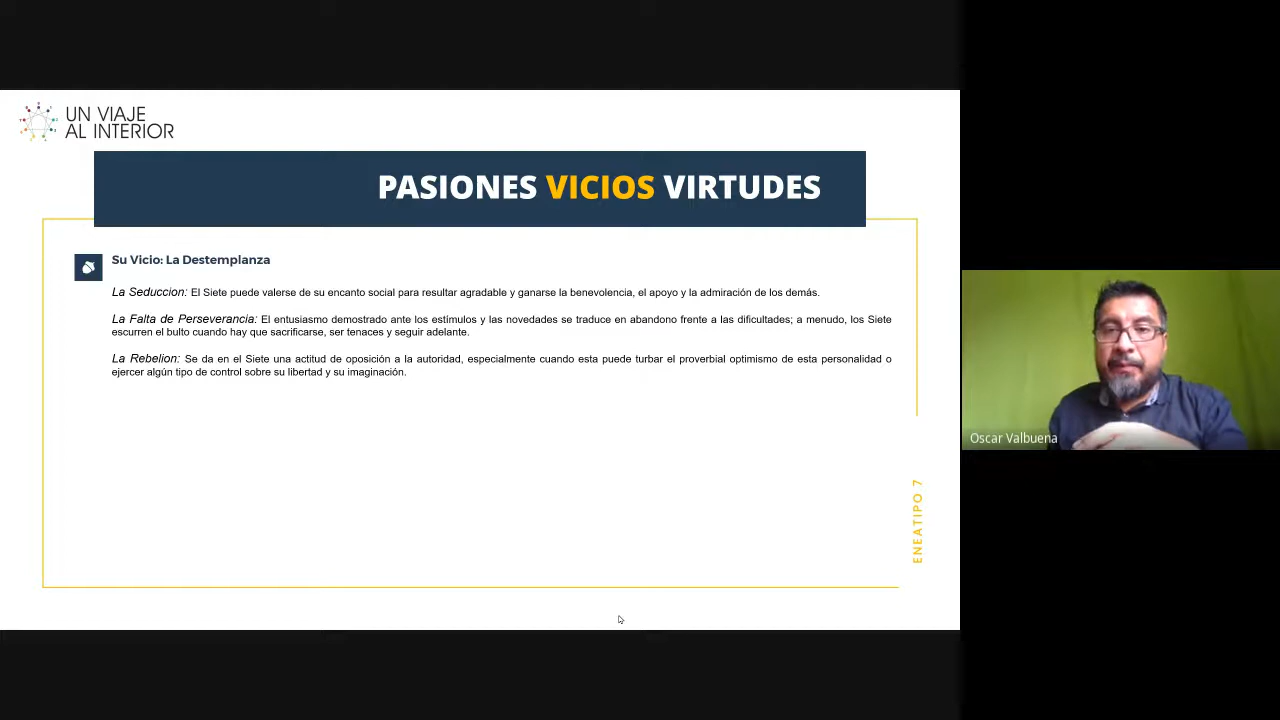 UN VIAJE
AL INTERIOR
PASIONES VICIOS VIRTUDES
Su Vicio: La Destemplanza
La Seduccion: El Siete puede valerse de su encanto social para resultar agradable y ganarse la benevolencia, el apoyo y la admiración de los demás.
La Falta de Perseverancia: El entusiasmo demostrado ante los estímulos y las novedades se traduce en abandono frente a las dificultades; a menudo, los Siete
escurren el bulto cuando hay que sacrificarse, ser tenaces y seguir adelante.
La Rebelion: Se da en el Siete una actitud de oposición a la autoridad, especialmente cuando esta puede turbar el proverbial optimismo de esta personalidad o
ejercer algún tipo de control sobre su libertad y su imaginación.
ENEATIPO 7
Oscar Valbuena